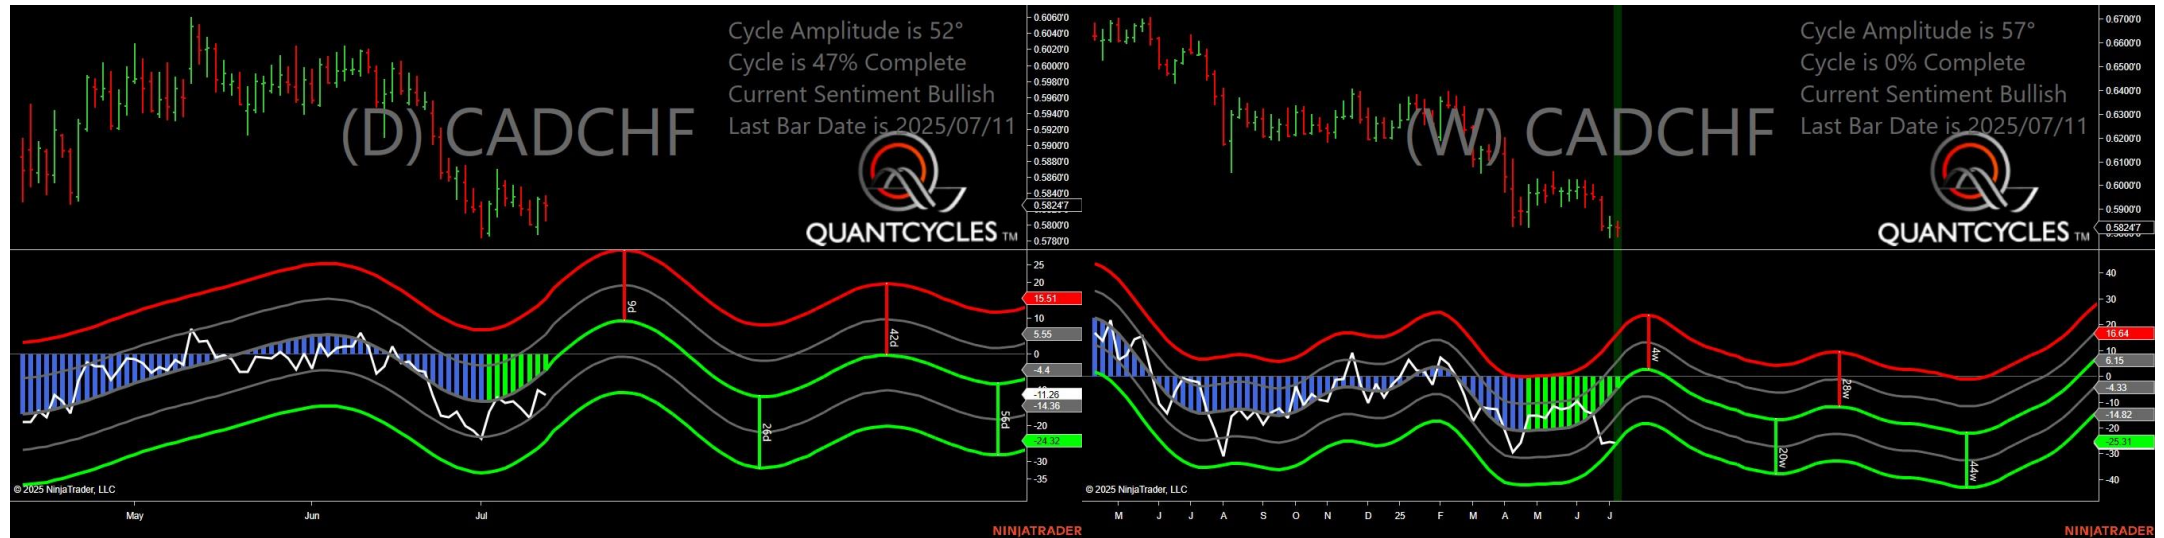 Cycle Amplitude is 52°
Cycle is 47% Complete
Current Sentiment Bullish
Last Bar Date is 2025/07/11
(D) CADCHF
QUANTCYCLES TM
0.6060'0
0.6040'0
0.6020'0
0.6000'0
0.5980'0
0.5960'0
0.5940'0
0.5920'0
0.5900'0
0.5880'0
0.5860'0
0.5840'0
0.5824'7
0.5800'0
0.5780'0
25
20
15.51
10
5.55
0
-4.4
-11.26
-14.36
-20
-24.32
-30
-35
9d
42d
26d
56d
© 2025 NinjaTrader, LLC
May
Jun
Jul
NINJATRADER
Cycle Amplitude is 57°
Cycle is 0% Complete
Current Sentiment Bullish
Last Bar Date is 2025/07/11
(W) CADCHF
QUANTCYCLES TM
0.6700'0
0.6600'0
0.6500'0
0.6400'0
0.6300'0
0.6200'0
0.6100'0
0.6000'0
0.5900'0
0.5824'7
40
30
20
16.64
10
6.15
0
-4.33
-10
-14.82
-20
-25.31
-30
-40
4w
28w
20w
44w
© 2025 NinjaTrader, LLC
M J J A S O N D 25 F M A M J J
NINJATRADER